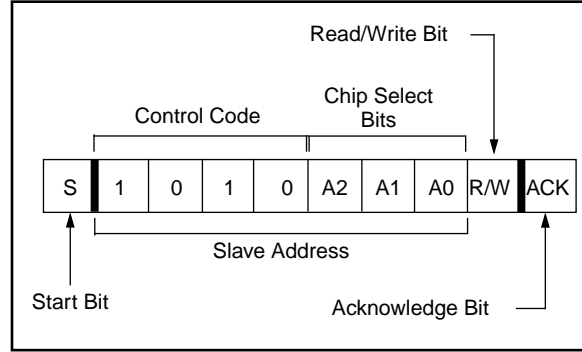 Read/Write Bit
Chip Select
Control Code Bits
S 1 0 1 0 A2 A1 A0 R/W ACK
Slave Address
Start Bit
Acknowledge Bit